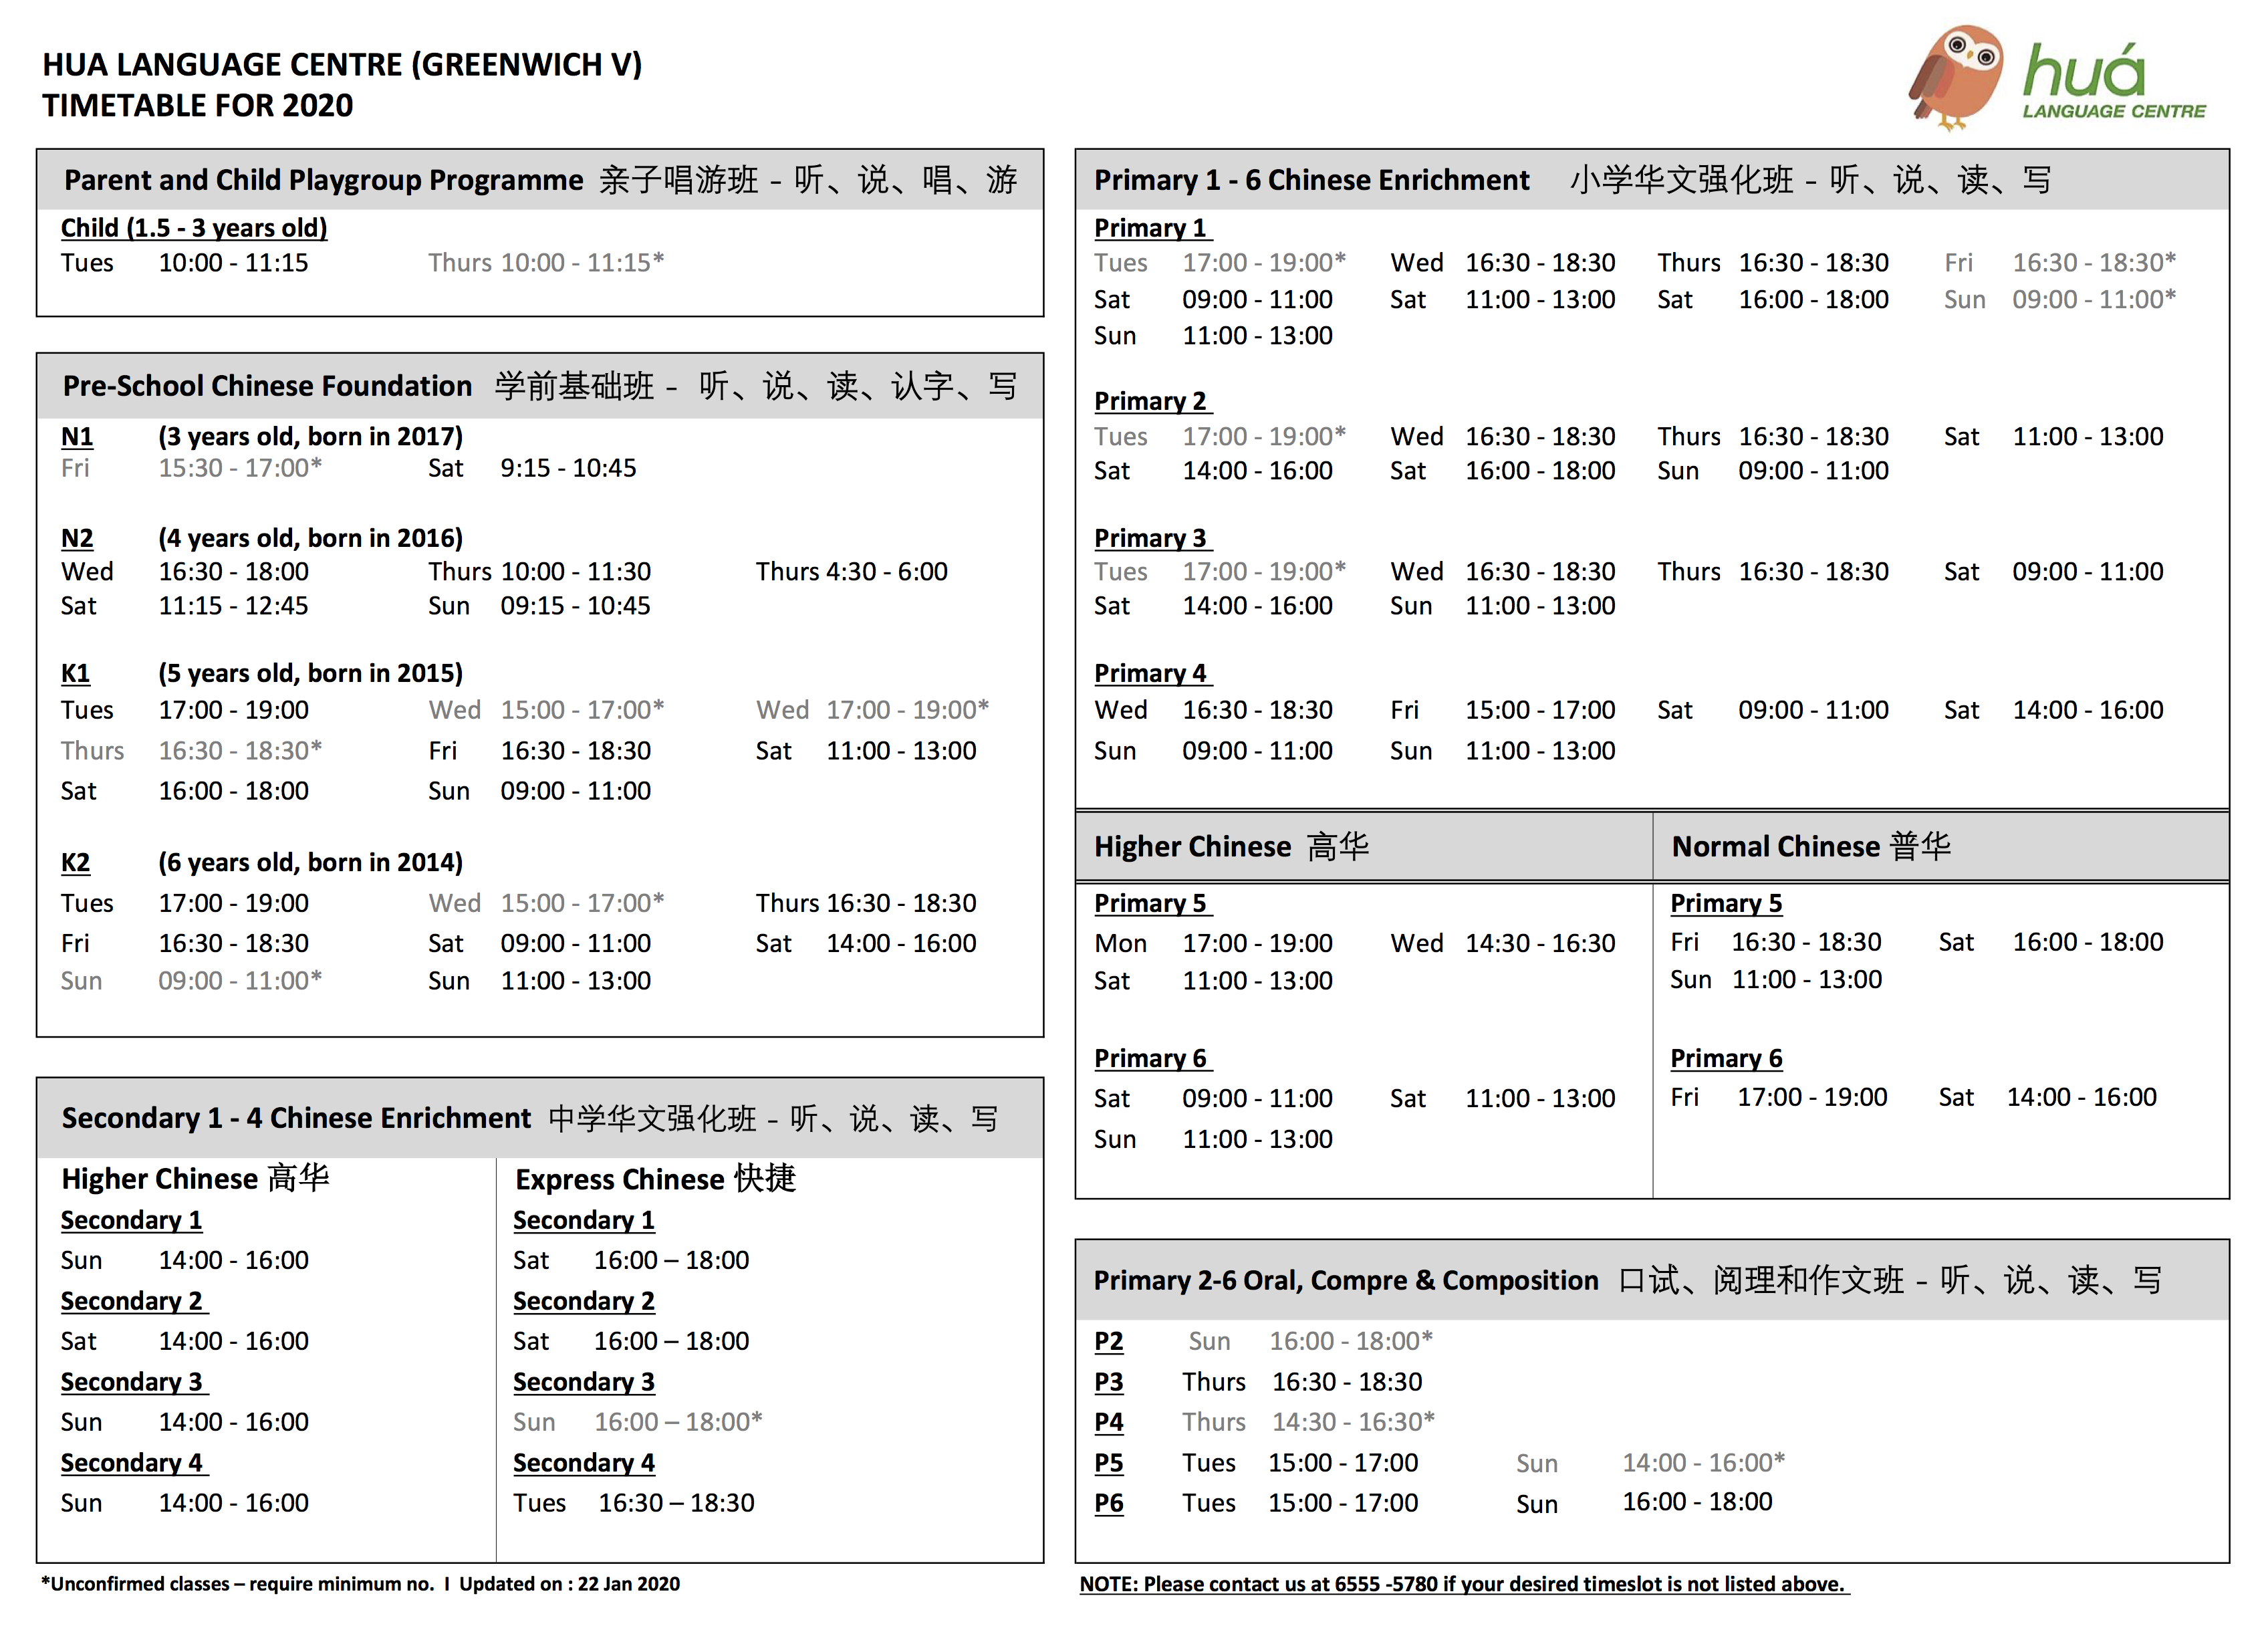 HUA LANGUAGE CENTRE (GREENWICH V)
TIMETABLE FOR 2020
huá
LANGUAGE CENTRE
Parent and Child Playgroup Programme 亲子唱游班 - 听、说、唱、游
Child (1.5 - 3 years old)
Tues 10:00 - 11:15 Thurs 10:00 - 11:15*
Pre-School Chinese Foundation 学前基础班 - 听、说、读、认字、写
N1 (3 years old, born in 2017)
Fri 15:30 - 17:00* Sat 9:15 - 10:45
N2 (4 years old, born in 2016)
Wed 16:30 - 18:00 Thurs 10:00 - 11:30 Thurs 4:30 - 6:00
Sat 11:15 - 12:45 Sun 09:15 - 10:45
K1 (5 years old, born in 2015)
Tues 17:00 - 19:00 Wed 15:00 - 17:00* Wed 17:00 - 19:00*
Thurs 16:30 - 18:30* Fri 16:30 - 18:30 Sat 11:00 - 13:00
Sat 16:00 - 18:00 Sun 09:00 - 11:00
K2 (6 years old, born in 2014)
Tues 17:00 - 19:00 Wed 15:00 - 17:00* Thurs 16:30 - 18:30
Fri 16:30 - 18:30 Sat 09:00 - 11:00 Sat 14:00 - 16:00
Sun 09:00 - 11:00* Sun 11:00 - 13:00
Secondary 1 - 4 Chinese Enrichment 中学华文强化班 - 听、说、读、写
Higher Chinese 高华
Secondary 1
Sun 14:00 - 16:00
Secondary 2
Sat 14:00 - 16:00
Secondary 3
Sun 14:00 - 16:00
Secondary 4
Sun 14:00 - 16:00
Express Chinese 快捷
Secondary 1
Sat 16:00 – 18:00
Secondary 2
Sat 16:00 – 18:00
Secondary 3
Sun 16:00 – 18:00*
Secondary 4
Tues 16:30 – 18:30
*Unconfirmed classes – require minimum no. I Updated on : 22 Jan 2020
Primary 1 - 6 Chinese Enrichment 小学华文强化班 - 听、说、读、写
Primary 1
Tues 17:00 - 19:00* Wed 16:30 - 18:30 Thurs 16:30 - 18:30 Fri 16:30 - 18:30*
Sat 09:00 - 11:00 Sat 11:00 - 13:00 Sat 16:00 - 18:00 Sun 09:00 - 11:00*
Sun 11:00 - 13:00
Primary 2
Tues 17:00 - 19:00* Wed 16:30 - 18:30 Thurs 16:30 - 18:30 Sat 11:00 - 13:00
Sat 14:00 - 16:00 Sat 16:00 - 18:00 Sun 09:00 - 11:00
Primary 3
Tues 17:00 - 19:00* Wed 16:30 - 18:30 Thurs 16:30 - 18:30 Sat 09:00 - 11:00
Sat 14:00 - 16:00 Sun 11:00 - 13:00
Primary 4
Wed 16:30 - 18:30 Fri 15:00 - 17:00 Sat 09:00 - 11:00 Sat 14:00 - 16:00
Sun 09:00 - 11:00 Sun 11:00 - 13:00
Higher Chinese 高华
Primary 5
Mon 17:00 - 19:00 Wed 14:30 - 16:30
Sat 11:00 - 13:00
Primary 6
Sat 09:00 - 11:00 Sat 11:00 - 13:00
Sun 11:00 - 13:00
Normal Chinese 普华
Primary 5
Fri 16:30 - 18:30 Sat 16:00 - 18:00
Sun 11:00 - 13:00
Primary 6
Fri 17:00 - 19:00 Sat 14:00 - 16:00
Primary 2-6 Oral, Compre & Composition 口试、阅理和作文班 - 听、说、读、写
P2 Sun 16:00 - 18:00*
P3 Thurs 16:30 - 18:30
P4 Thurs 14:30 - 16:30*
P5 Tues 15:00 - 17:00 Sun 14:00 - 16:00*
P6 Tues 15:00 - 17:00 Sun 16:00 - 18:00
NOTE: Please contact us at 6555 -5780 if your desired timeslot is not listed above.